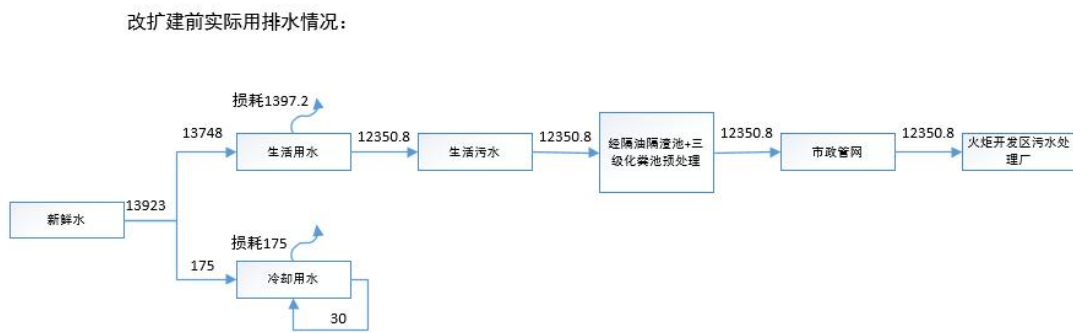 改扩建前实际用排水情况：
损耗1397.2
13748
生活用水
12350.8
生活污水
12350.8
经隔油隔渣池+三
级化粪池预处理
12350.8
市政管网
12350.8
火炬开发区污水处
理厂
新鲜水
13923
损耗175
175
冷却用水
30